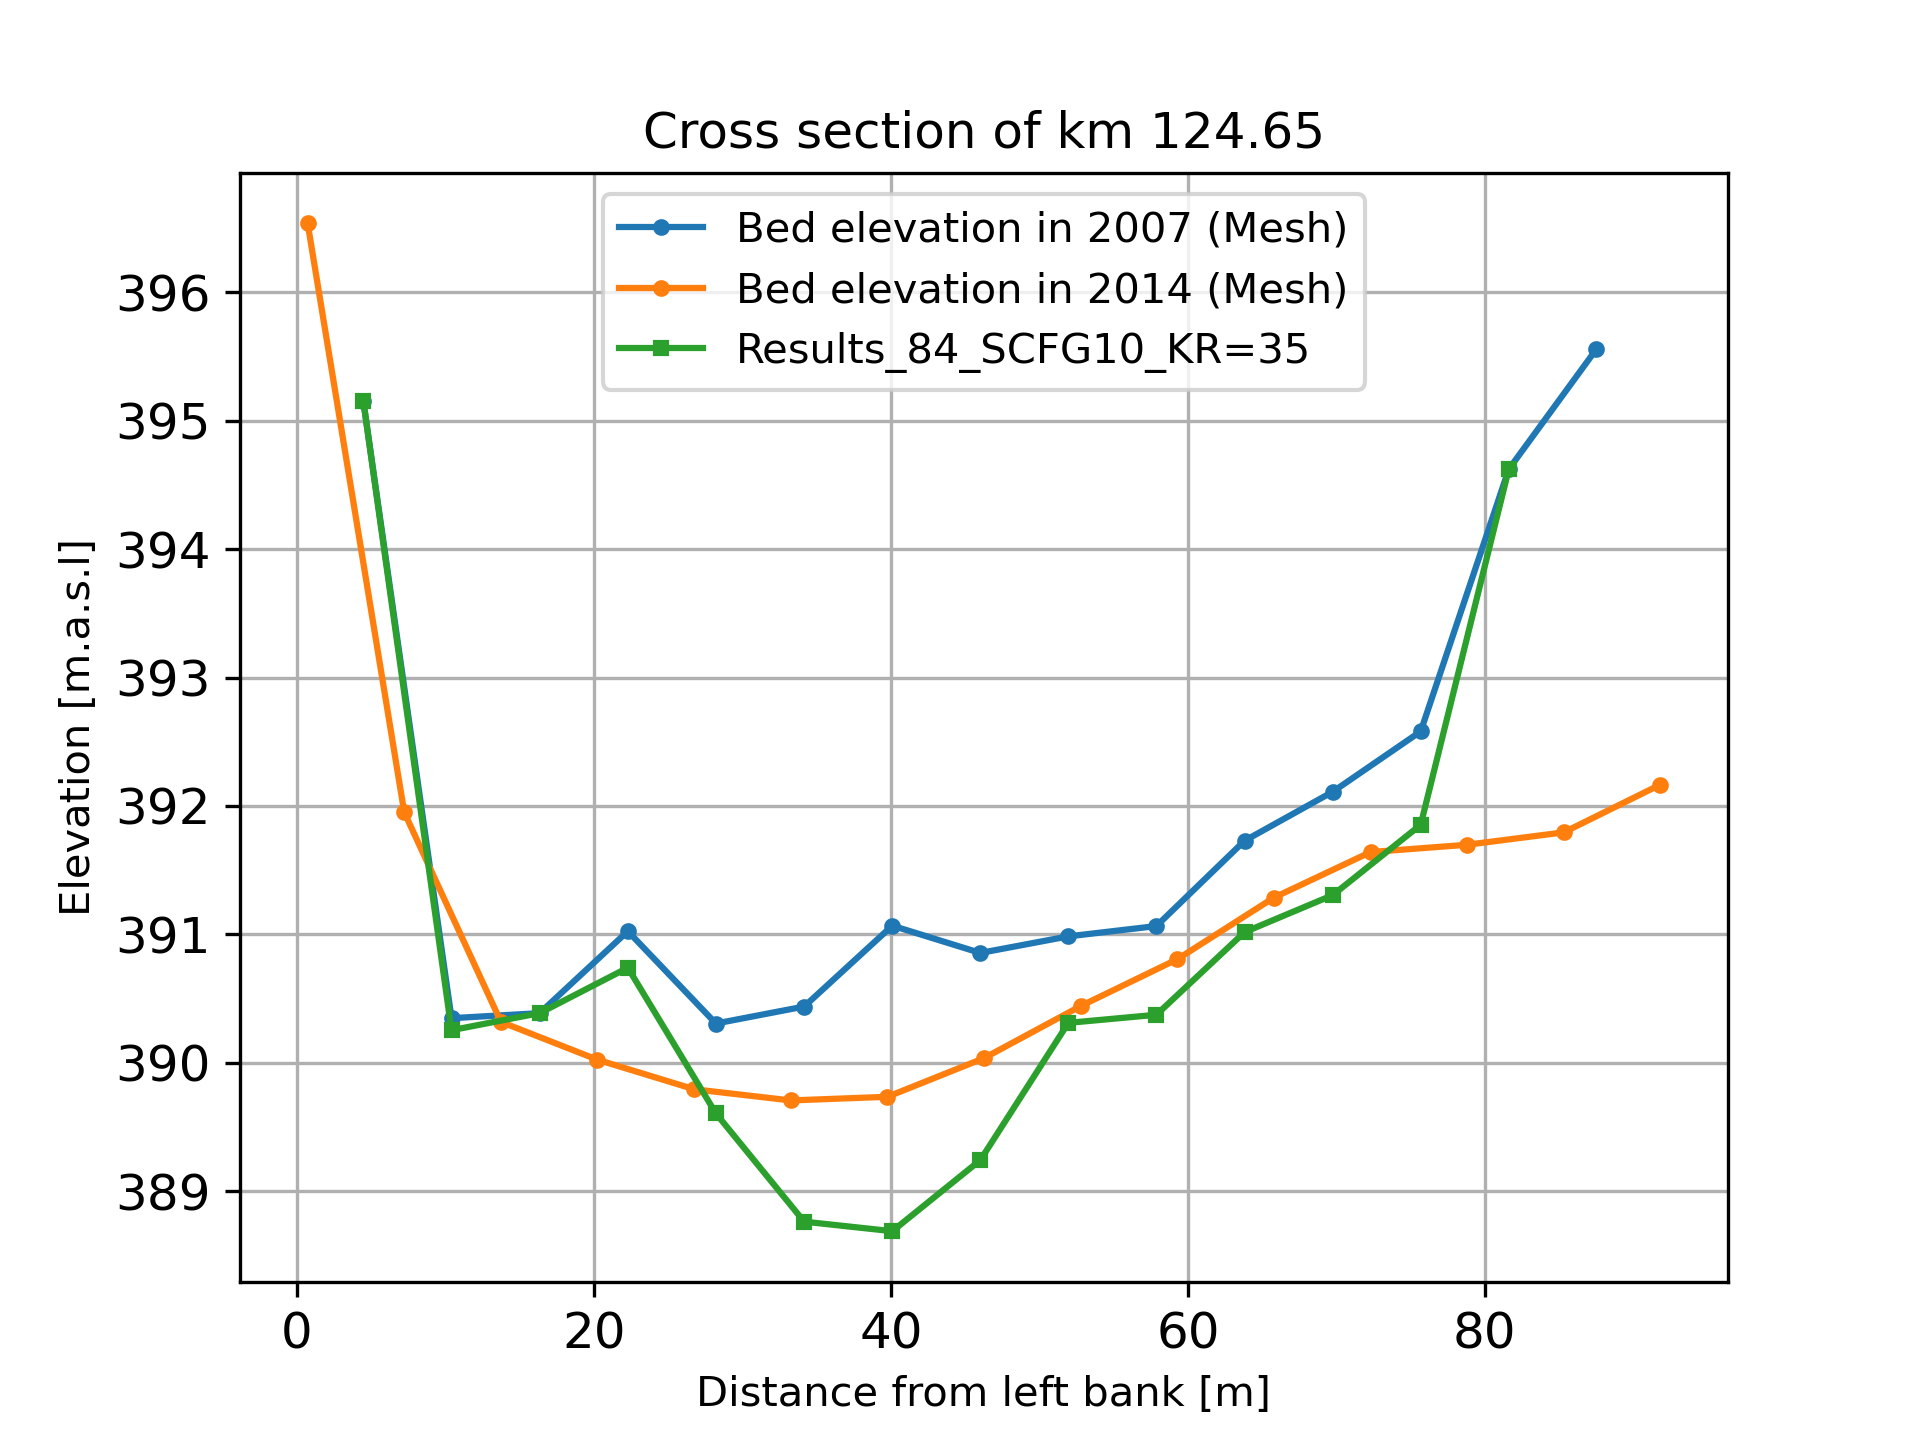 Cross section of km 124.65
Bed elevation in 2007 (Mesh)
Bed elevation in 2014 (Mesh)
Results_84_SCFG10_KR=35
396
395
394
393
392
391
390
389
Elevation [m.a.s.l]
0 20 40 60 80
Distance from left bank [m]